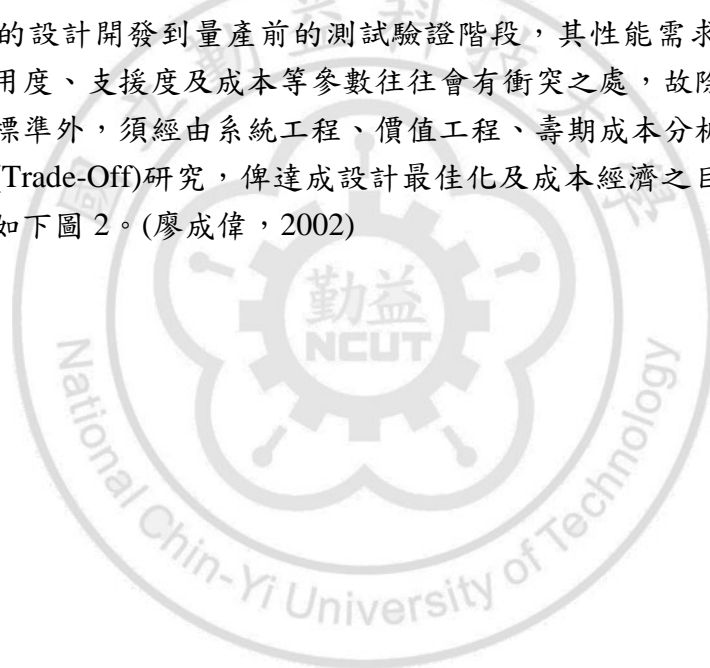 的設計開發到量產前的測試驗證階段,其性能需求
用度、支援度及成本等參數往往會有衝突之處,故除
標準外,須經由系統工程、價值工程、壽期成本分析
(Trade-Off)研究,俾達成設計最佳化及成本經濟之目
如下圖 2。(廖成偉,2002)
勤益
NCUT
National Chin-Yi University of Technology